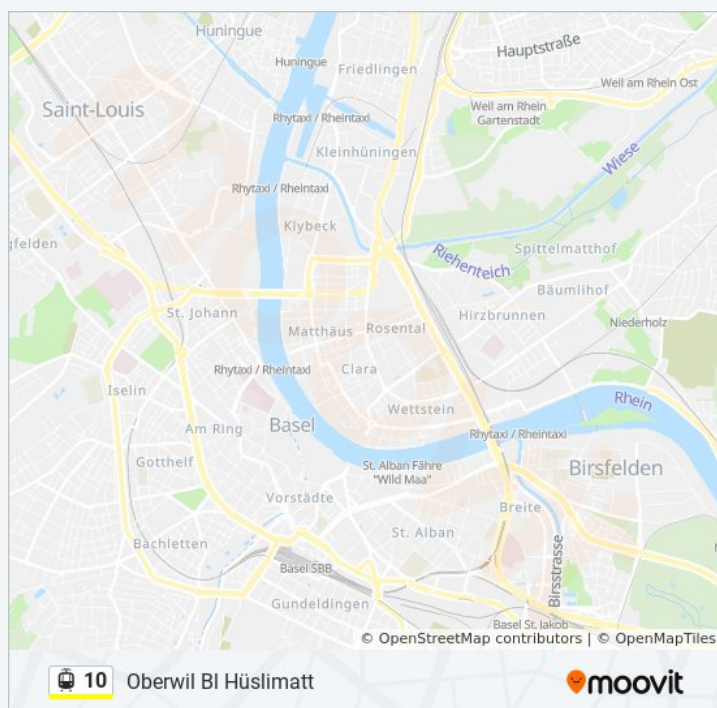 Huningue
Hauptstraße
Huningue
Friedlingen
Weil am Rhein Ost
Saint-Louis
Weil am Rhein
Gartenstadt
Rhytaxi / Rheintaxi
Kleinhüningen
Wiese
Rhytaxi / Rheintaxi
Klybeck
gfelden
Riehenteich
Spittelmatthof
Bäumlihof
St. Johann
Hirzbrunnen
Niederholz
Matthäus
Rosental
Rhytaxi / Rheintaxi
Clara
Iselin
Rhein
Wettstein
Am Ring
Basel
Rhytaxi / Rheintaxi
Gotthelf
St. Alban Fähre
"Wild Maa"
Birsfelden
Vorstädte
Breite
St. Alban
Bachletten
Birsstrasse
Basel SBB
Gundeldingen
Basel St. Jakob
© OpenStreetMap contributors | © OpenMapTiles
10 Oberwil Bl Hüslimatt
moovit